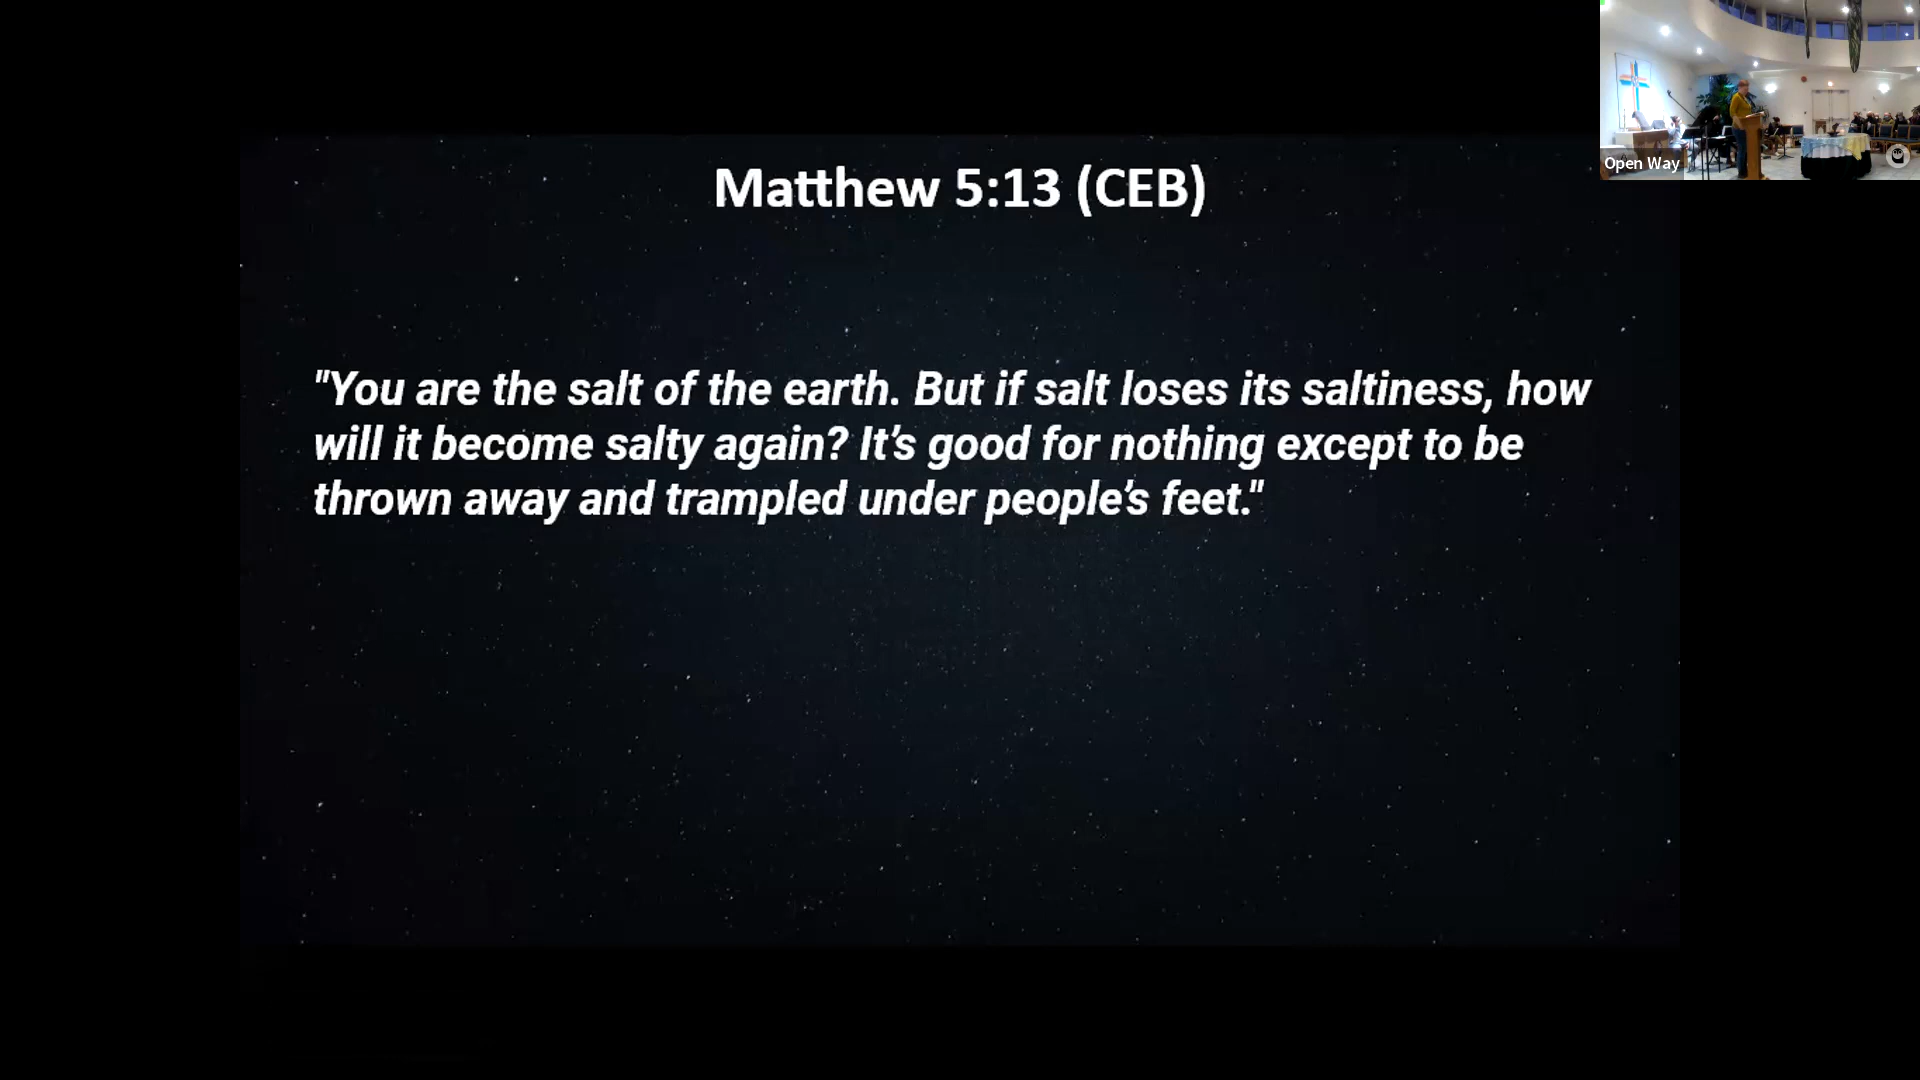 Matthew 5:13 (CEB)
"You are the salt of the earth. But if salt loses its saltiness, how
will it become salty again? It’s good for nothing except to be
thrown away and trampled under people’s feet."
Open Way